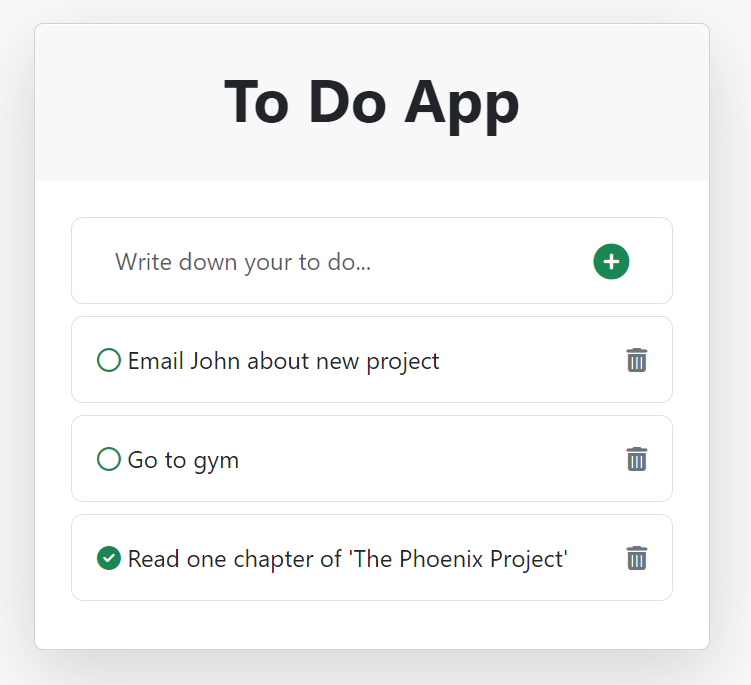 To Do App
Write down your to do...
Email John about new project
Go to gym
Read one chapter of 'The Phoenix Project'